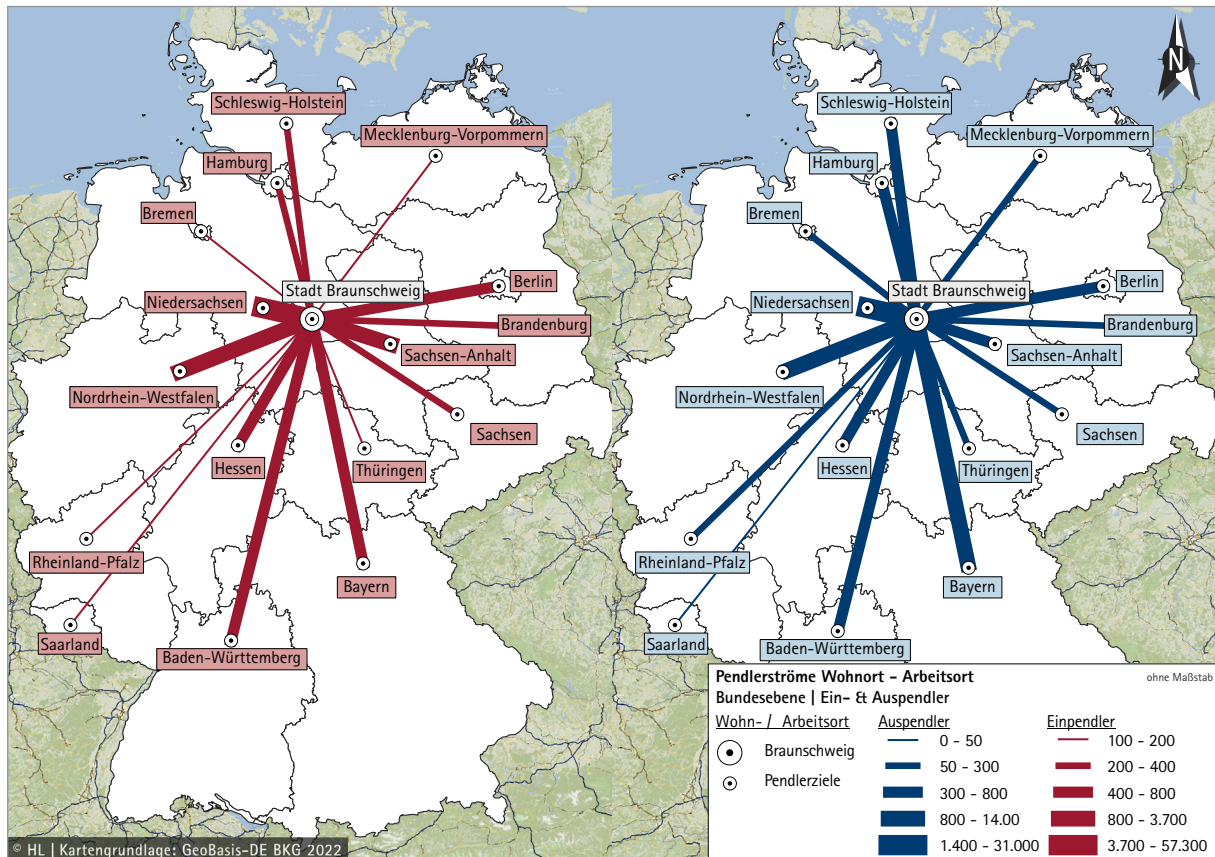 Schleswig-Holstein
Mecklenburg-Vorpommern
Hamburg
Bremen
Stadt Braunschweig
Berlin
Niedersachsen
Brandenburg
Sachsen-Anhalt
Nordrhein-Westfalen
Sachsen
Hessen
Thüringen
Rheinland-Pfalz
Bayern
Saarland
Baden-Württemberg
© HL | Kartengrundlage: GeoBasis-DE BKG 2022
N
Schleswig-Holstein
Mecklenburg-Vorpommern
Hamburg
Bremen
Stadt Braunschweig
Berlin
Niedersachsen
Brandenburg
Sachsen-Anhalt
Nordrhein-Westfalen
Sachsen
Hessen
Thüringen
Rheinland-Pfalz
Bayern
Saarland
Baden-Württemberg
Pendlerströme Wohnort - Arbeitsort ohne Maßstab
Bundesebene | Ein- & Auspendler
Wohn- / Arbeitsort Auspendler Einpendler
Braunschweig
Pendlerziele
0 - 50
50 - 300
300 - 800
800 - 14.00
1.400 - 31.000
100 - 200
200 - 400
400 - 800
800 - 3.700
3.700 - 57.300